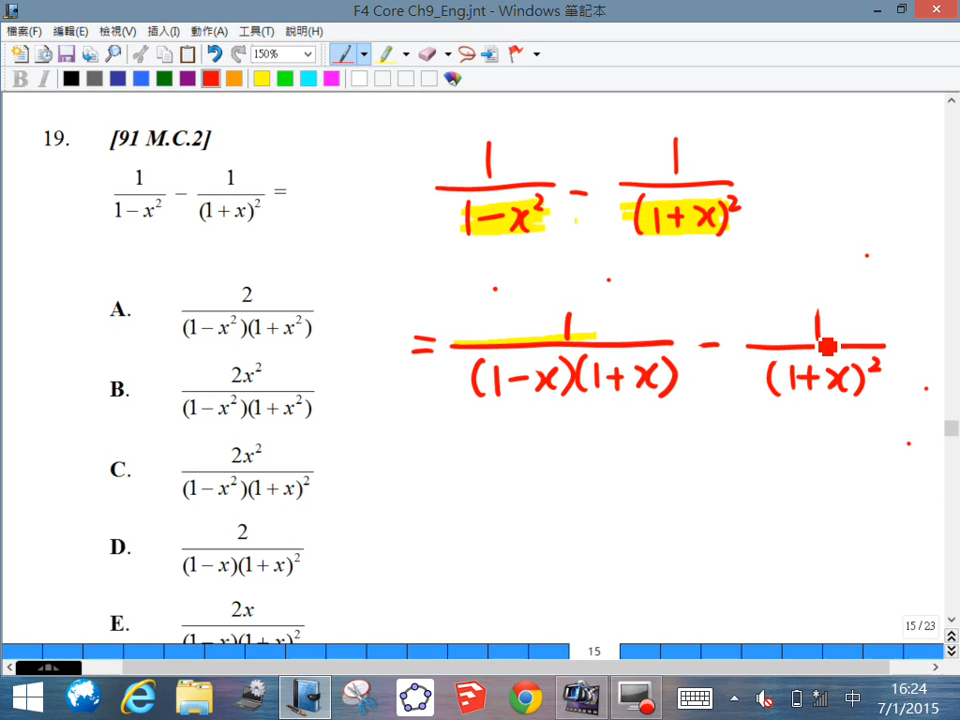 F4 Core Ch9_Eng.jnt - Windows 筆記本
檔案(F) 編輯(E) 檢視(V) 插入(I) 動作(A) 工具(T) 說明(H)
150%
B I
19. [91 M.C.2]
1/(1 − x²) − 1/(1 + x)² =
A. 2/((1 − x²)(1 + x²))
B. 2x²/((1 − x²)(1 + x²))
C. 2x²/((1 − x²)(1 + x)²)
D. 2/((1 − x)(1 + x)²)
E. 2x/((1 − x)(1 + x)²)
1/(1 − x²) − 1/(1 + x)²
= 1/((1 − x)(1 + x)) − 1/(1 + x)²
15 / 23
15
中
16:24
7/1/2015